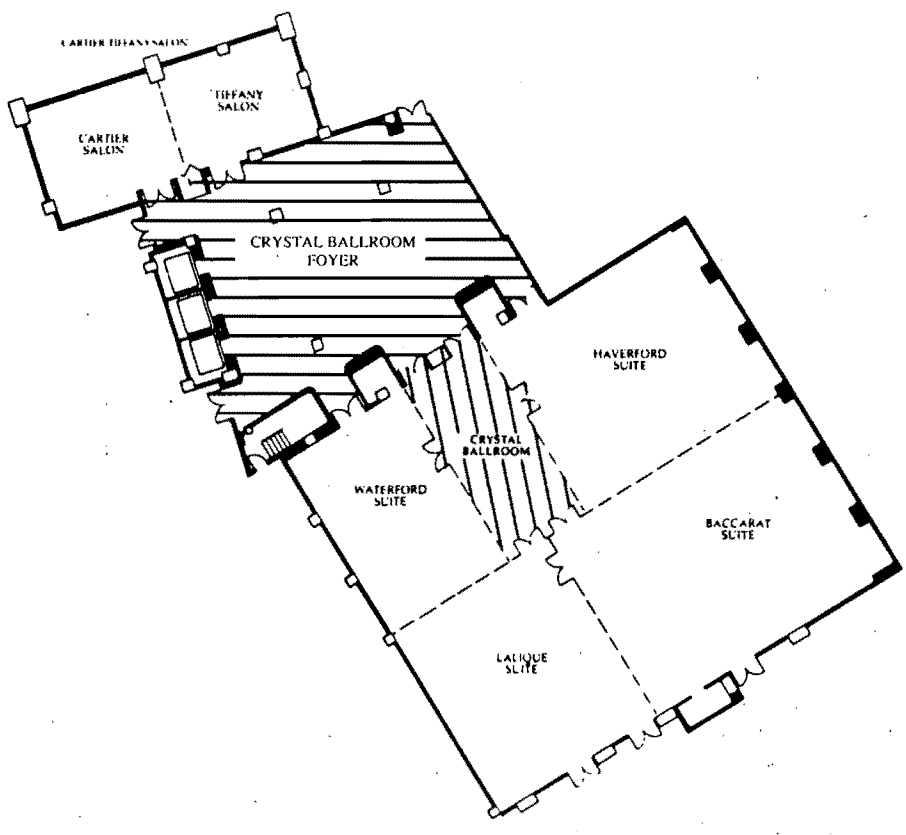 CARTIER TIFFANY SALON
TIFFANY
SALON
CARTIER
SALON
CRYSTAL BALLROOM
FOYER
HAVERFORD
SUITE
CRYSTAL
BALLROOM
WATERFORD
SUITE
BACCARAT
SUITE
LALIQUE
SUITE